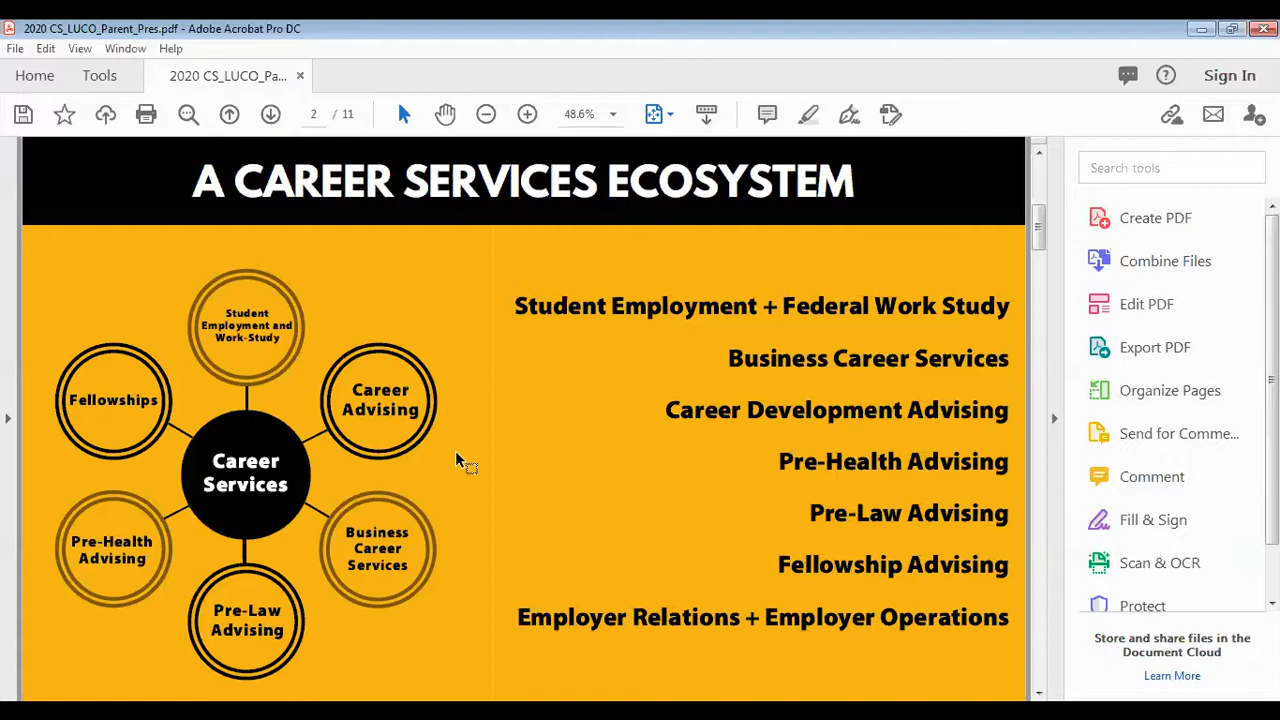 2020 CS_LUCO_Parent_Pres.pdf - Adobe Acrobat Pro DC
File Edit View Window Help
Home Tools 2020 CS_LUCO_Pa... × Sign In
2 / 11 48.6%
A CAREER SERVICES ECOSYSTEM
Student
Employment and
Work-Study
Fellowships
Career
Advising
Career
Services
Pre-Health
Advising
Business
Career
Services
Pre-Law
Advising
Student Employment + Federal Work Study
Business Career Services
Career Development Advising
Pre-Health Advising
Pre-Law Advising
Fellowship Advising
Employer Relations + Employer Operations
Search tools
Create PDF
Combine Files
Edit PDF
Export PDF
Organize Pages
Send for Comme...
Comment
Fill & Sign
Scan & OCR
Protect
Store and share files in the
Document Cloud
Learn More